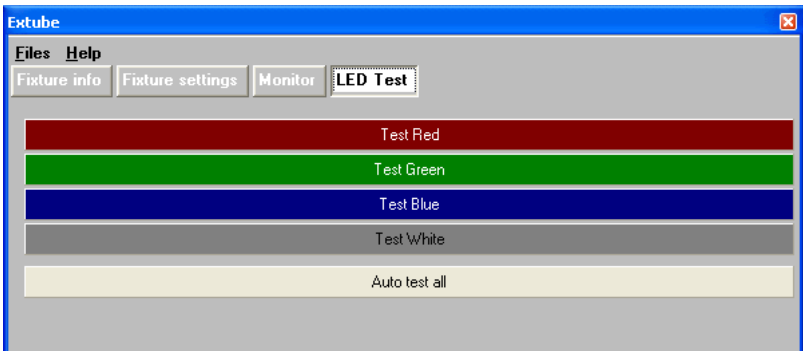 Extube
Files Help
Fixture info Fixture settings Monitor LED Test
Test Red
Test Green
Test Blue
Test White
Auto test all